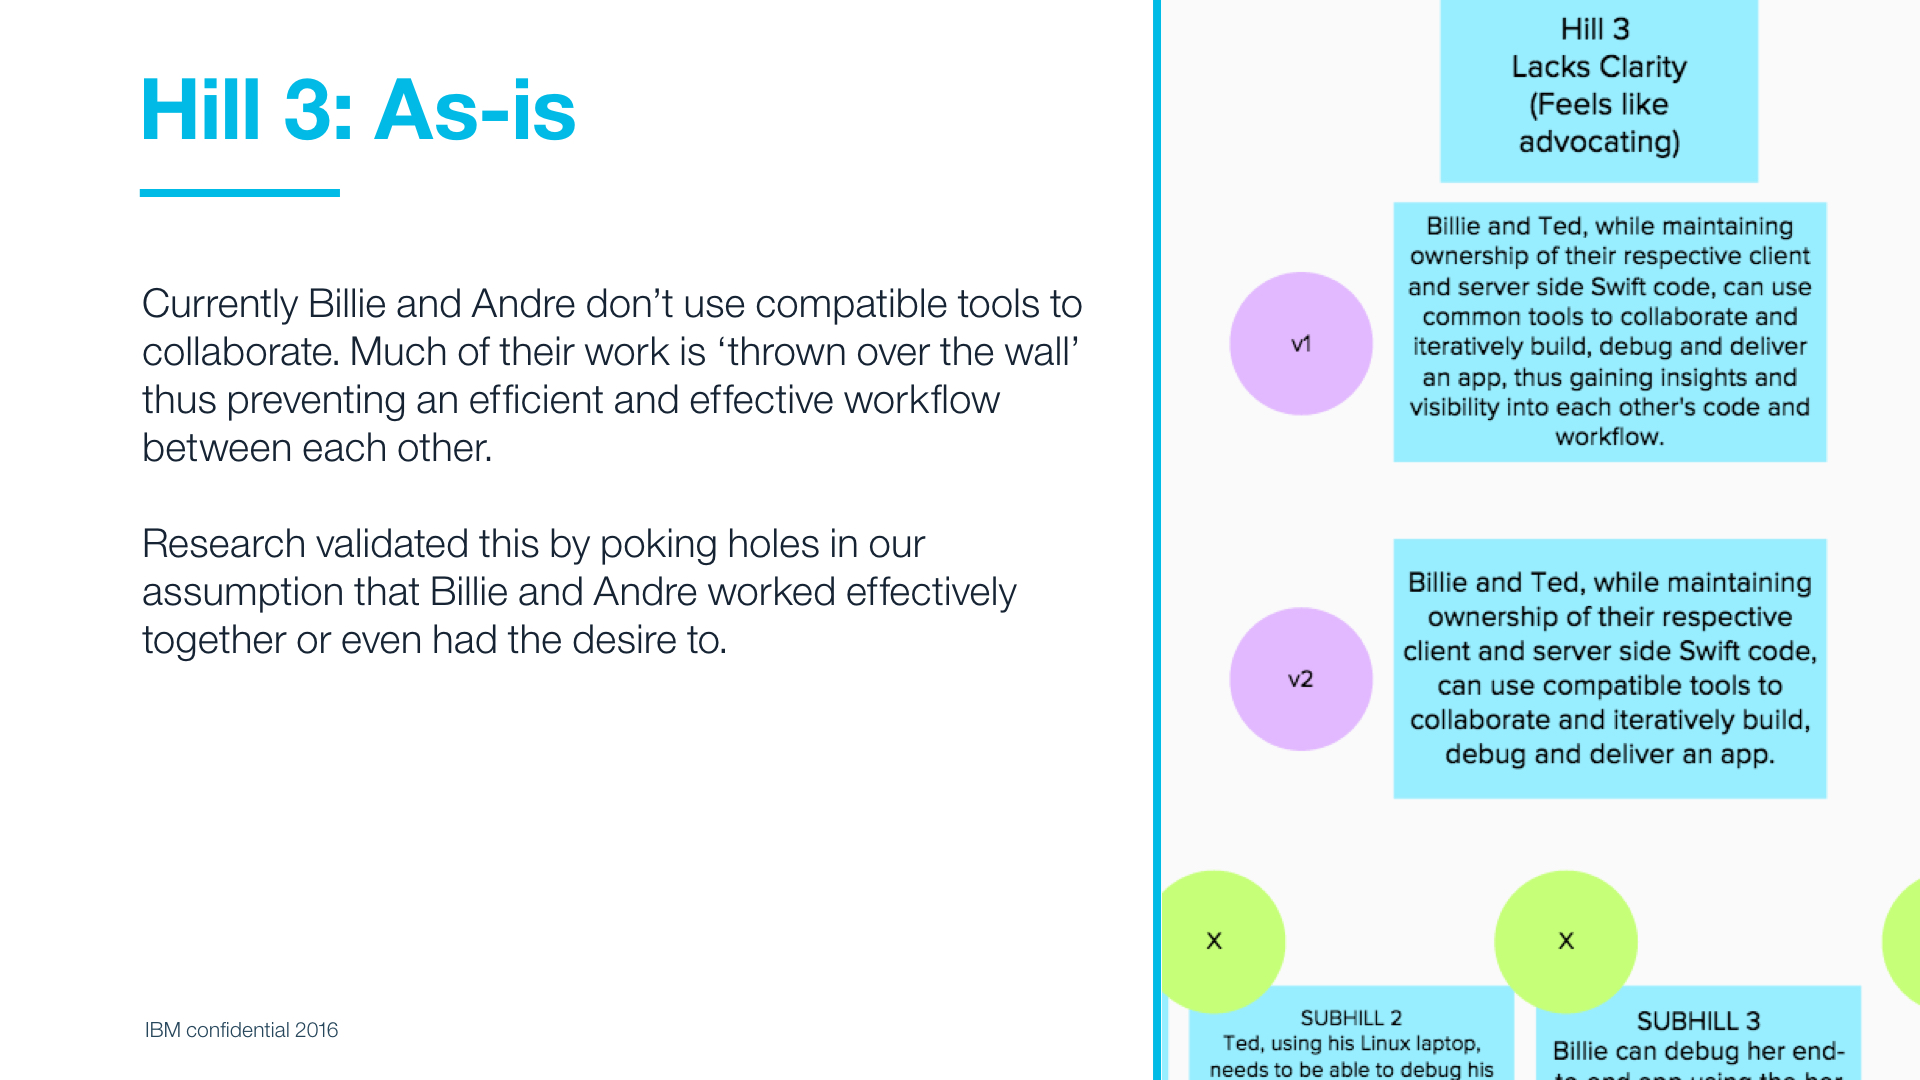 Hill 3: As-is
Currently Billie and Andre don’t use compatible tools to
collaborate. Much of their work is ‘thrown over the wall’
thus preventing an efficient and effective workflow
between each other.
Research validated this by poking holes in our
assumption that Billie and Andre worked effectively
together or even had the desire to.
IBM confidential 2016
Hill 3
Lacks Clarity
(Feels like
advocating)
v1
Billie and Ted, while maintaining
ownership of their respective client
and server side Swift code, can use
common tools to collaborate and
iteratively build, debug and deliver
an app, thus gaining insights and
visibility into each other's code and
workflow.
v2
Billie and Ted, while maintaining
ownership of their respective
client and server side Swift code,
can use compatible tools to
collaborate and iteratively build,
debug and deliver an app.
X
X
SUBHILL 2
Ted, using his Linux laptop,
needs to be able to debug his
SUBHILL 3
Billie can debug her end-